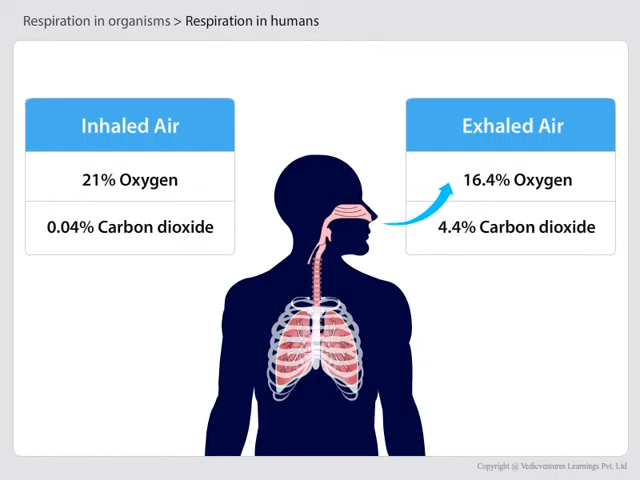 Respiration in organisms > Respiration in humans
Inhaled Air
21% Oxygen
0.04% Carbon dioxide
Exhaled Air
16.4% Oxygen
4.4% Carbon dioxide
Copyright @ Vedicventures Learnings Pvt. Ltd